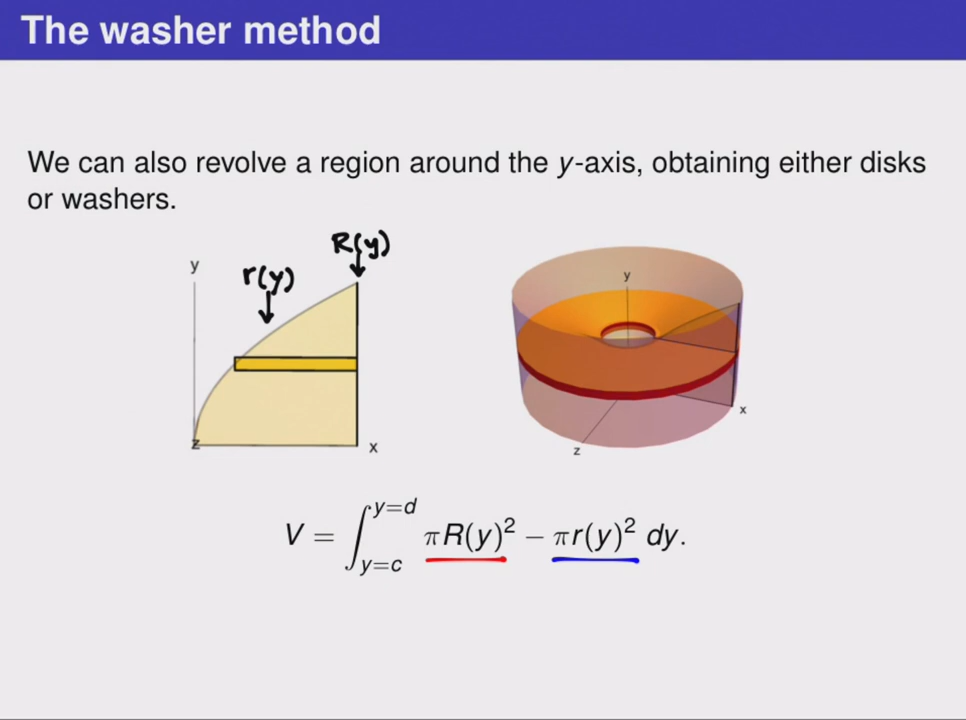 The washer method
We can also revolve a region around the y-axis, obtaining either disks
or washers.
R(y)
r(y)
y
z
x
y
x
z
V = ∫_{y=c}^{y=d} πR(y)² − πr(y)² dy.